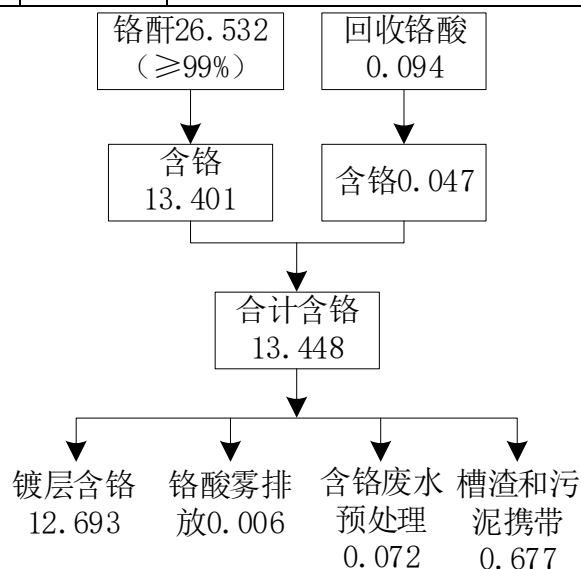 铬酐26.532
（≥99%）
回收铬酸
0.094
含铬
13.401
含铬0.047
合计含铬
13.448
镀层含铬
12.693
铬酸雾排
放0.006
含铬废水
预处理
0.072
槽渣和污
泥携带
0.677